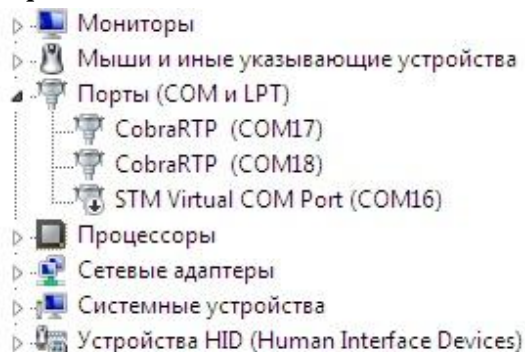 Мониторы
Мыши и иные указывающие устройства
Порты (COM и LPT)
CobraRTP (COM17)
CobraRTP (COM18)
STM Virtual COM Port (COM16)
Процессоры
Сетевые адаптеры
Системные устройства
Устройства HID (Human Interface Devices)